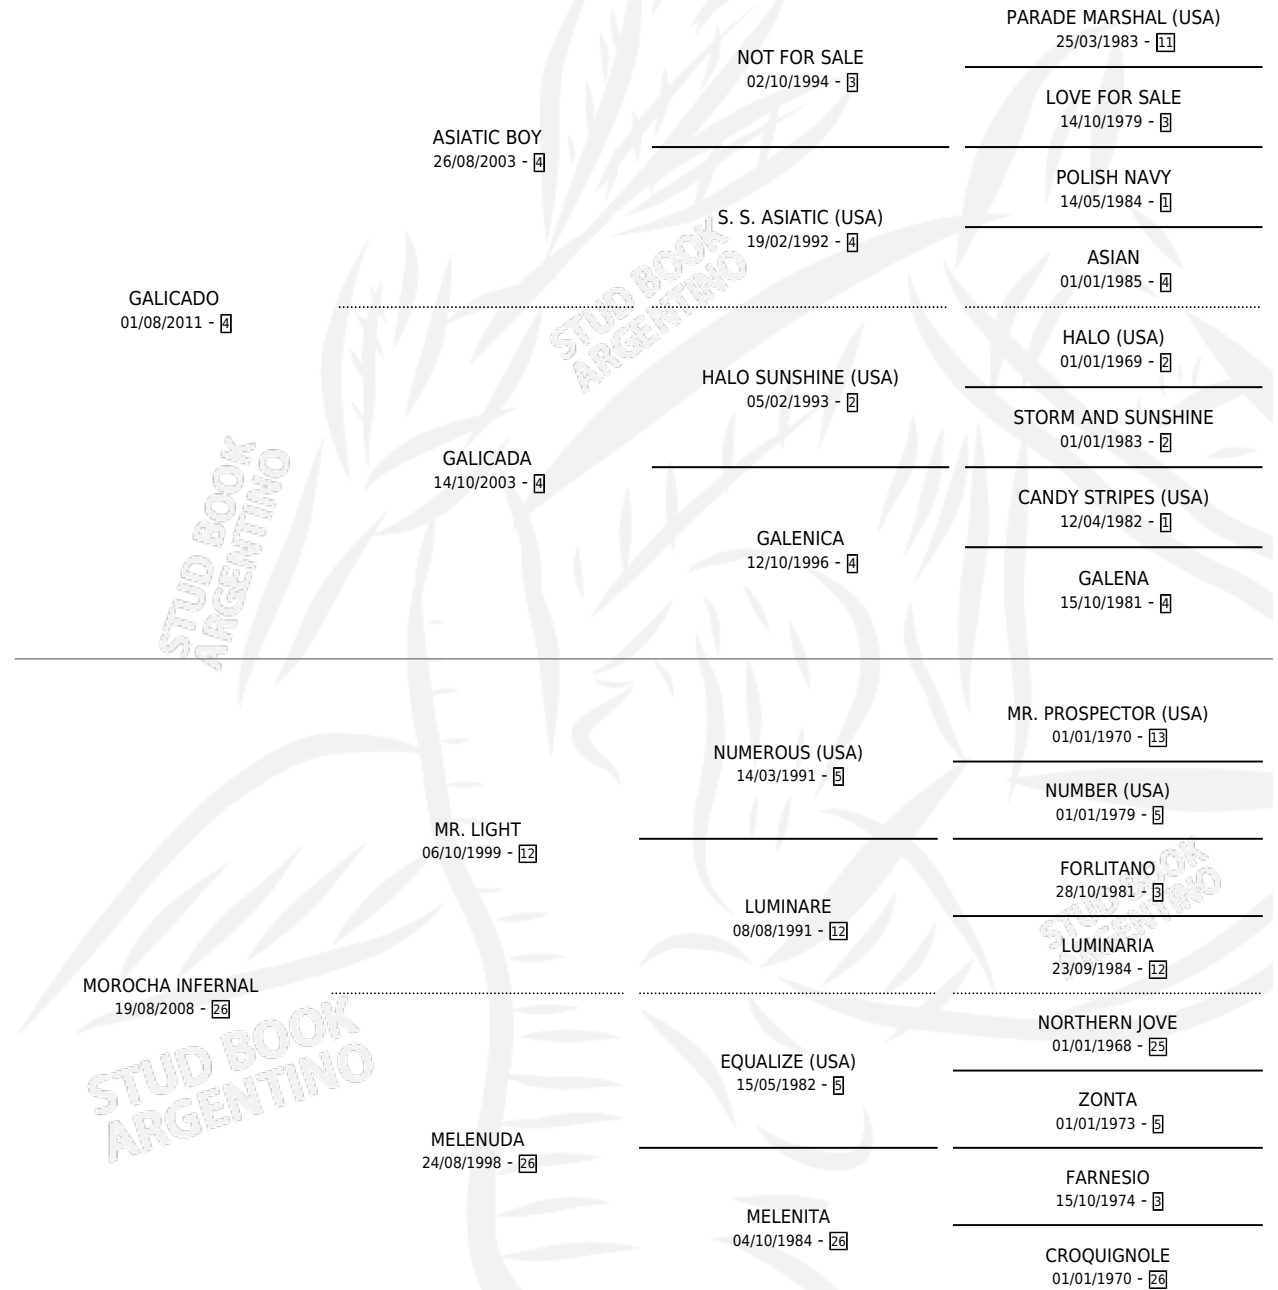 PARADE MARSHAL (USA)
25/03/1983 - 11
NOT FOR SALE
02/10/1994 - 3
LOVE FOR SALE
14/10/1979 - 3
ASIATIC BOY
26/08/2003 - 4
POLISH NAVY
14/05/1984 - 1
S. S. ASIATIC (USA)
19/02/1992 - 4
ASIAN
01/01/1985 - 4
GALICADO
01/08/2011 - 4
HALO (USA)
01/01/1969 - 2
HALO SUNSHINE (USA)
05/02/1993 - 2
STORM AND SUNSHINE
01/01/1983 - 2
GALICADA
14/10/2003 - 4
CANDY STRIPES (USA)
12/04/1982 - 1
GALENICA
12/10/1996 - 4
GALENA
15/10/1981 - 4
STUD BOOK
ARGENTINO
STUD BOOK
ARGENTINO
MR. PROSPECTOR (USA)
01/01/1970 - 13
NUMEROUS (USA)
14/03/1991 - 5
NUMBER (USA)
01/01/1979 - 5
MR. LIGHT
06/10/1999 - 12
FORLITANO
28/10/1981 - 3
LUMINARE
08/08/1991 - 12
LUMINARIA
23/09/1984 - 12
MOROCHA INFERNAL
19/08/2008 - 26
NORTHERN JOVE
01/01/1968 - 25
EQUALIZE (USA)
15/05/1982 - 5
ZONTA
01/01/1973 - 5
MELENUDA
24/08/1998 - 26
FARNESIO
15/10/1974 - 3
MELENITA
04/10/1984 - 26
CROQUIGNOLE
01/01/1970 - 26
STUD BOOK
ARGENTINO
STUD BOOK
ARGENTINO